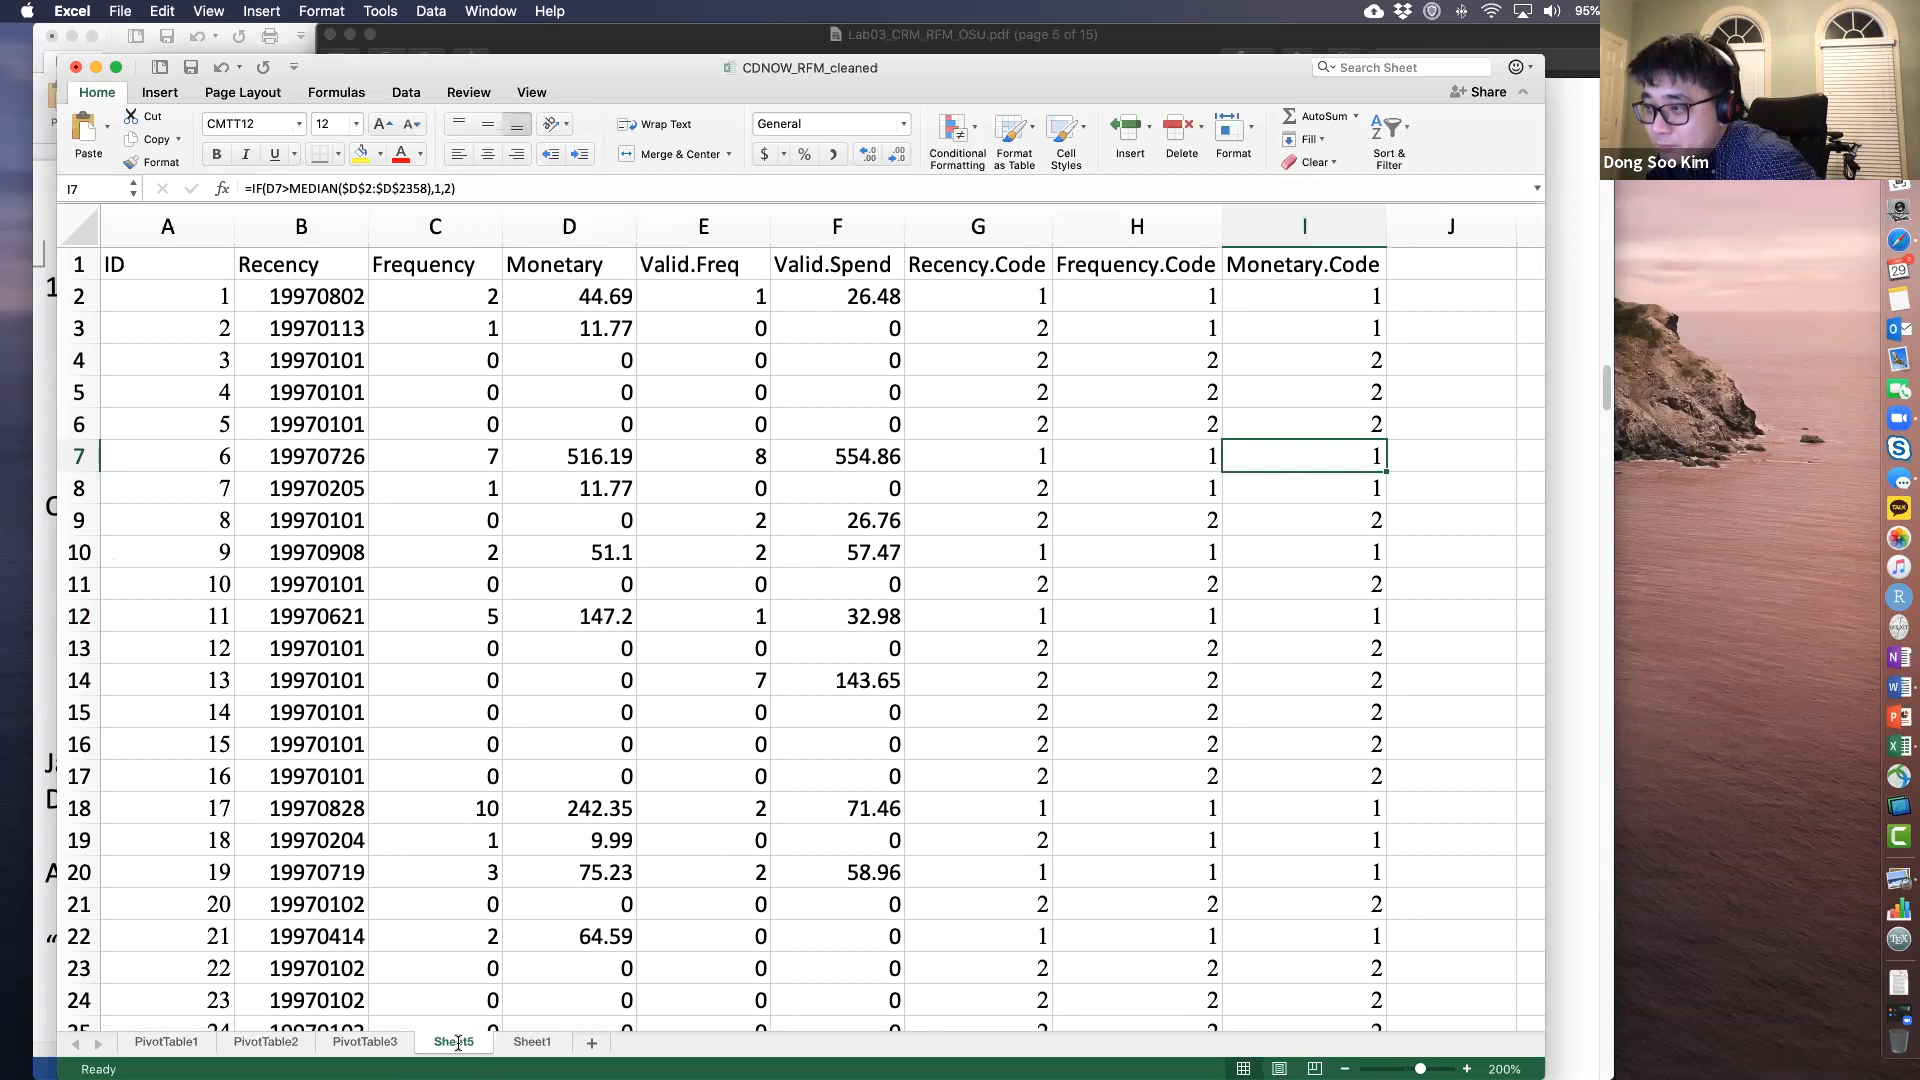 Excel File Edit View Insert Format Tools Data Window Help 95%
Lab03_CRM_RFM_OSU.pdf (page 5 of 15)
CDNOW_RFM_cleaned
Search Sheet
Home Insert Page Layout Formulas Data Review View
Share
Paste
Cut
Copy
Format
CMTT12 12
B I U
Wrap Text
Merge & Center
General
$ %
Conditional Formatting
Format as Table
Cell Styles
Insert
Delete
Format
AutoSum
Fill
Clear
Sort & Filter
Dong Soo Kim
I7 fx =IF(D7>MEDIAN($D$2:$D$2358),1,2)
A B C D E F G H I J
1 ID Recency Frequency Monetary Valid.Freq Valid.Spend Recency.Code Frequency.Code Monetary.Code
2 1 19970802 2 44.69 1 26.48 1 1 1
3 2 19970113 1 11.77 0 0 2 1 1
4 3 19970101 0 0 0 0 2 2 2
5 4 19970101 0 0 0 0 2 2 2
6 5 19970101 0 0 0 0 2 2 2
7 6 19970726 7 516.19 8 554.86 1 1 1
8 7 19970205 1 11.77 0 0 2 1 1
9 8 19970101 0 0 2 26.76 2 2 2
10 9 19970908 2 51.1 2 57.47 1 1 1
11 10 19970101 0 0 0 0 2 2 2
12 11 19970621 5 147.2 1 32.98 1 1 1
13 12 19970101 0 0 0 0 2 2 2
14 13 19970101 0 0 7 143.65 2 2 2
15 14 19970101 0 0 0 0 2 2 2
16 15 19970101 0 0 0 0 2 2 2
17 16 19970101 0 0 0 0 2 2 2
18 17 19970828 10 242.35 2 71.46 1 1 1
19 18 19970204 1 9.99 0 0 2 1 1
20 19 19970719 3 75.23 2 58.96 1 1 1
21 20 19970102 0 0 0 0 2 2 2
22 21 19970414 2 64.59 0 0 1 1 1
23 22 19970102 0 0 0 0 2 2 2
24 23 19970102 0 0 0 0 2 2 2
PivotTable1 PivotTable2 PivotTable3 Sheet5 Sheet1 +
Ready 200%